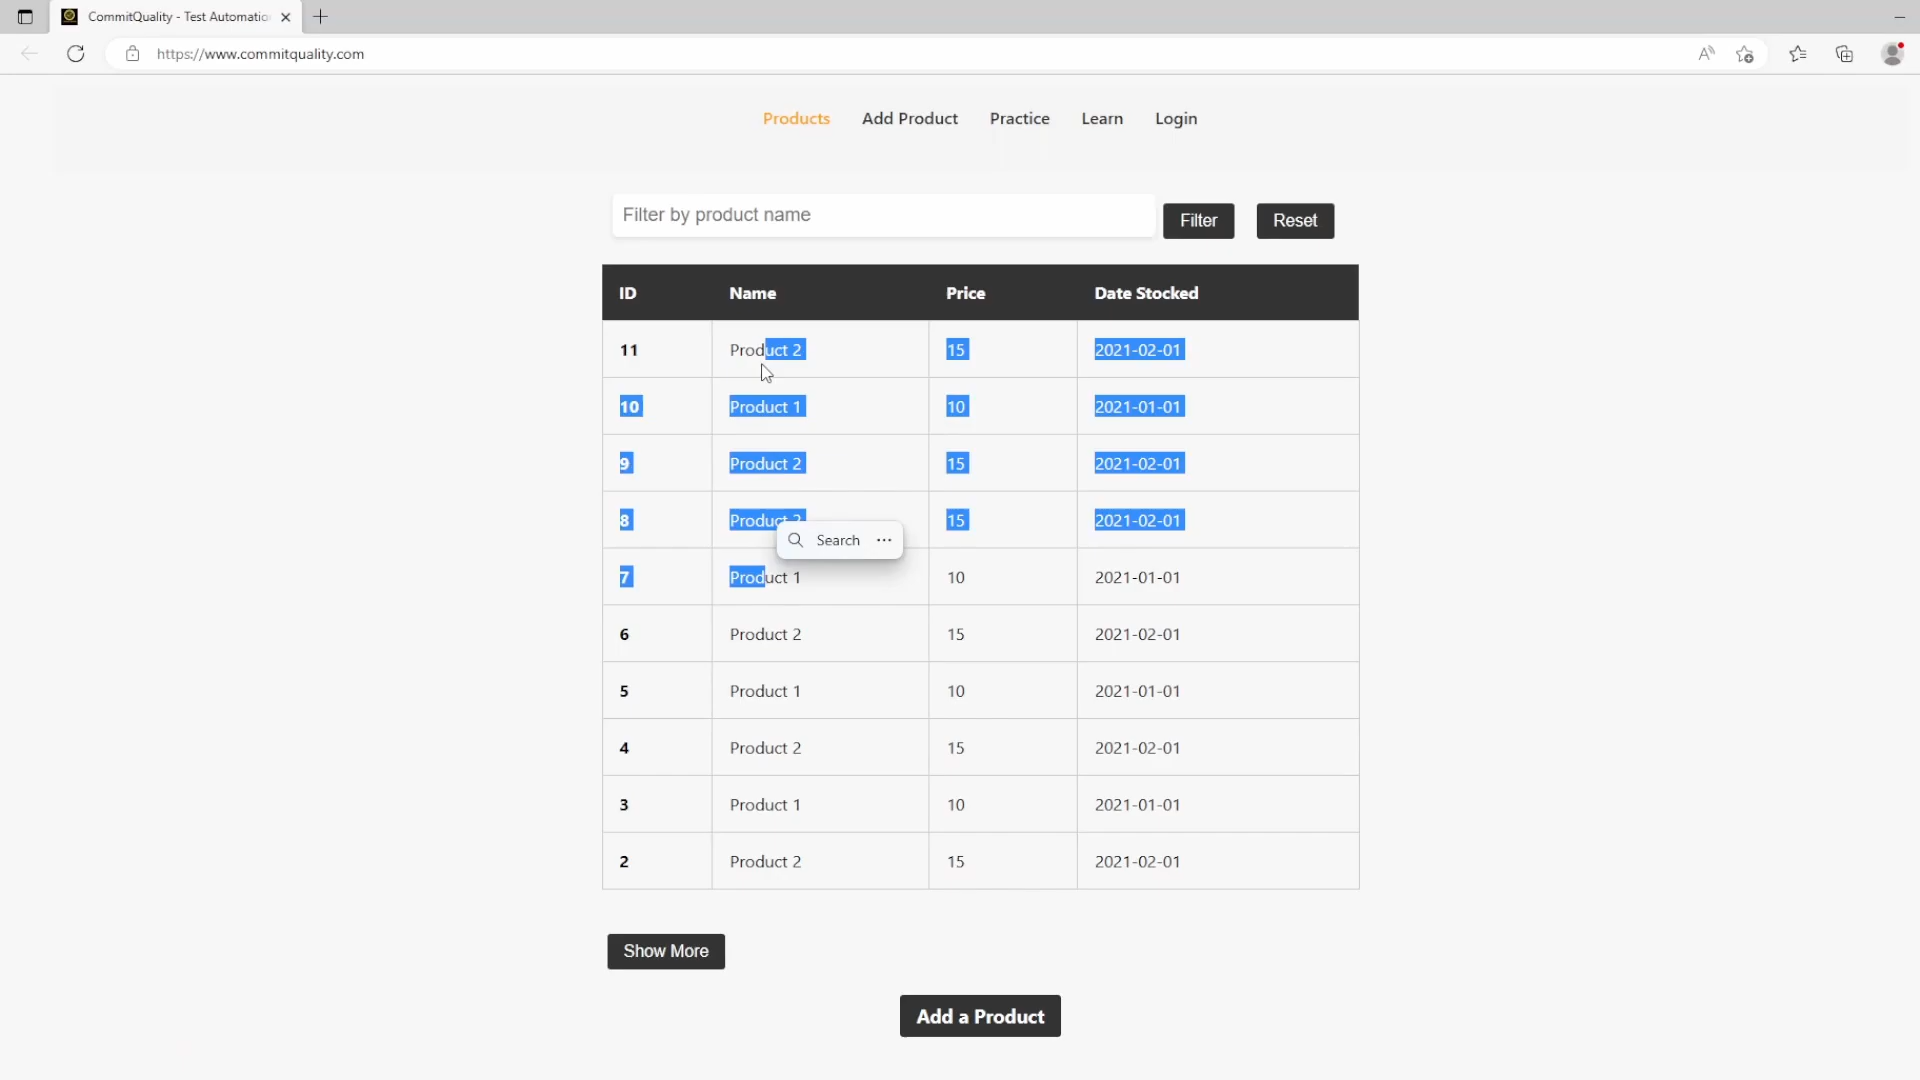 CommitQuality - Test Automatio
https://www.commitquality.com
Products Add Product Practice Learn Login
Filter by product name Filter Reset
ID Name Price Date Stocked
11 Product 2 15 2021-02-01
10 Product 1 10 2021-01-01
9 Product 2 15 2021-02-01
8 Product 2 15 2021-02-01
Search
7 Product 1 10 2021-01-01
6 Product 2 15 2021-02-01
5 Product 1 10 2021-01-01
4 Product 2 15 2021-02-01
3 Product 1 10 2021-01-01
2 Product 2 15 2021-02-01
Show More
Add a Product